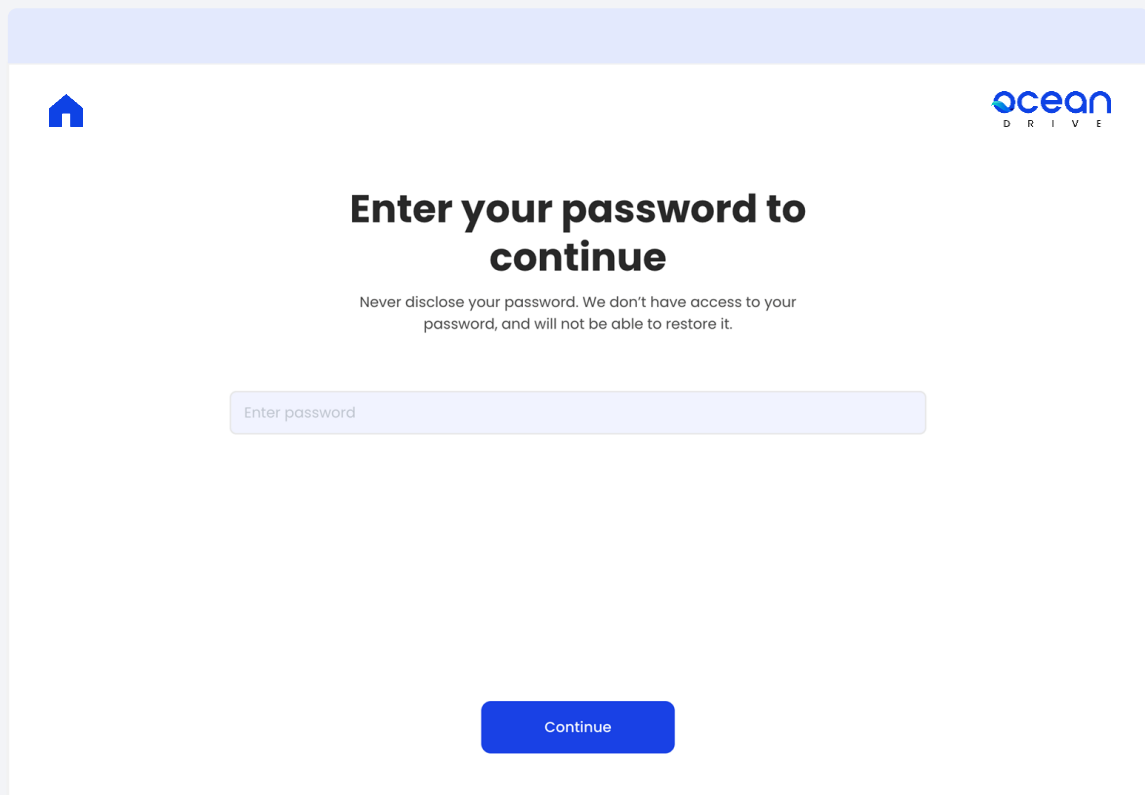 ocean
DRIVE
Enter your password to
continue
Never disclose your password. We don’t have access to your
password, and will not be able to restore it.
Enter password
Continue